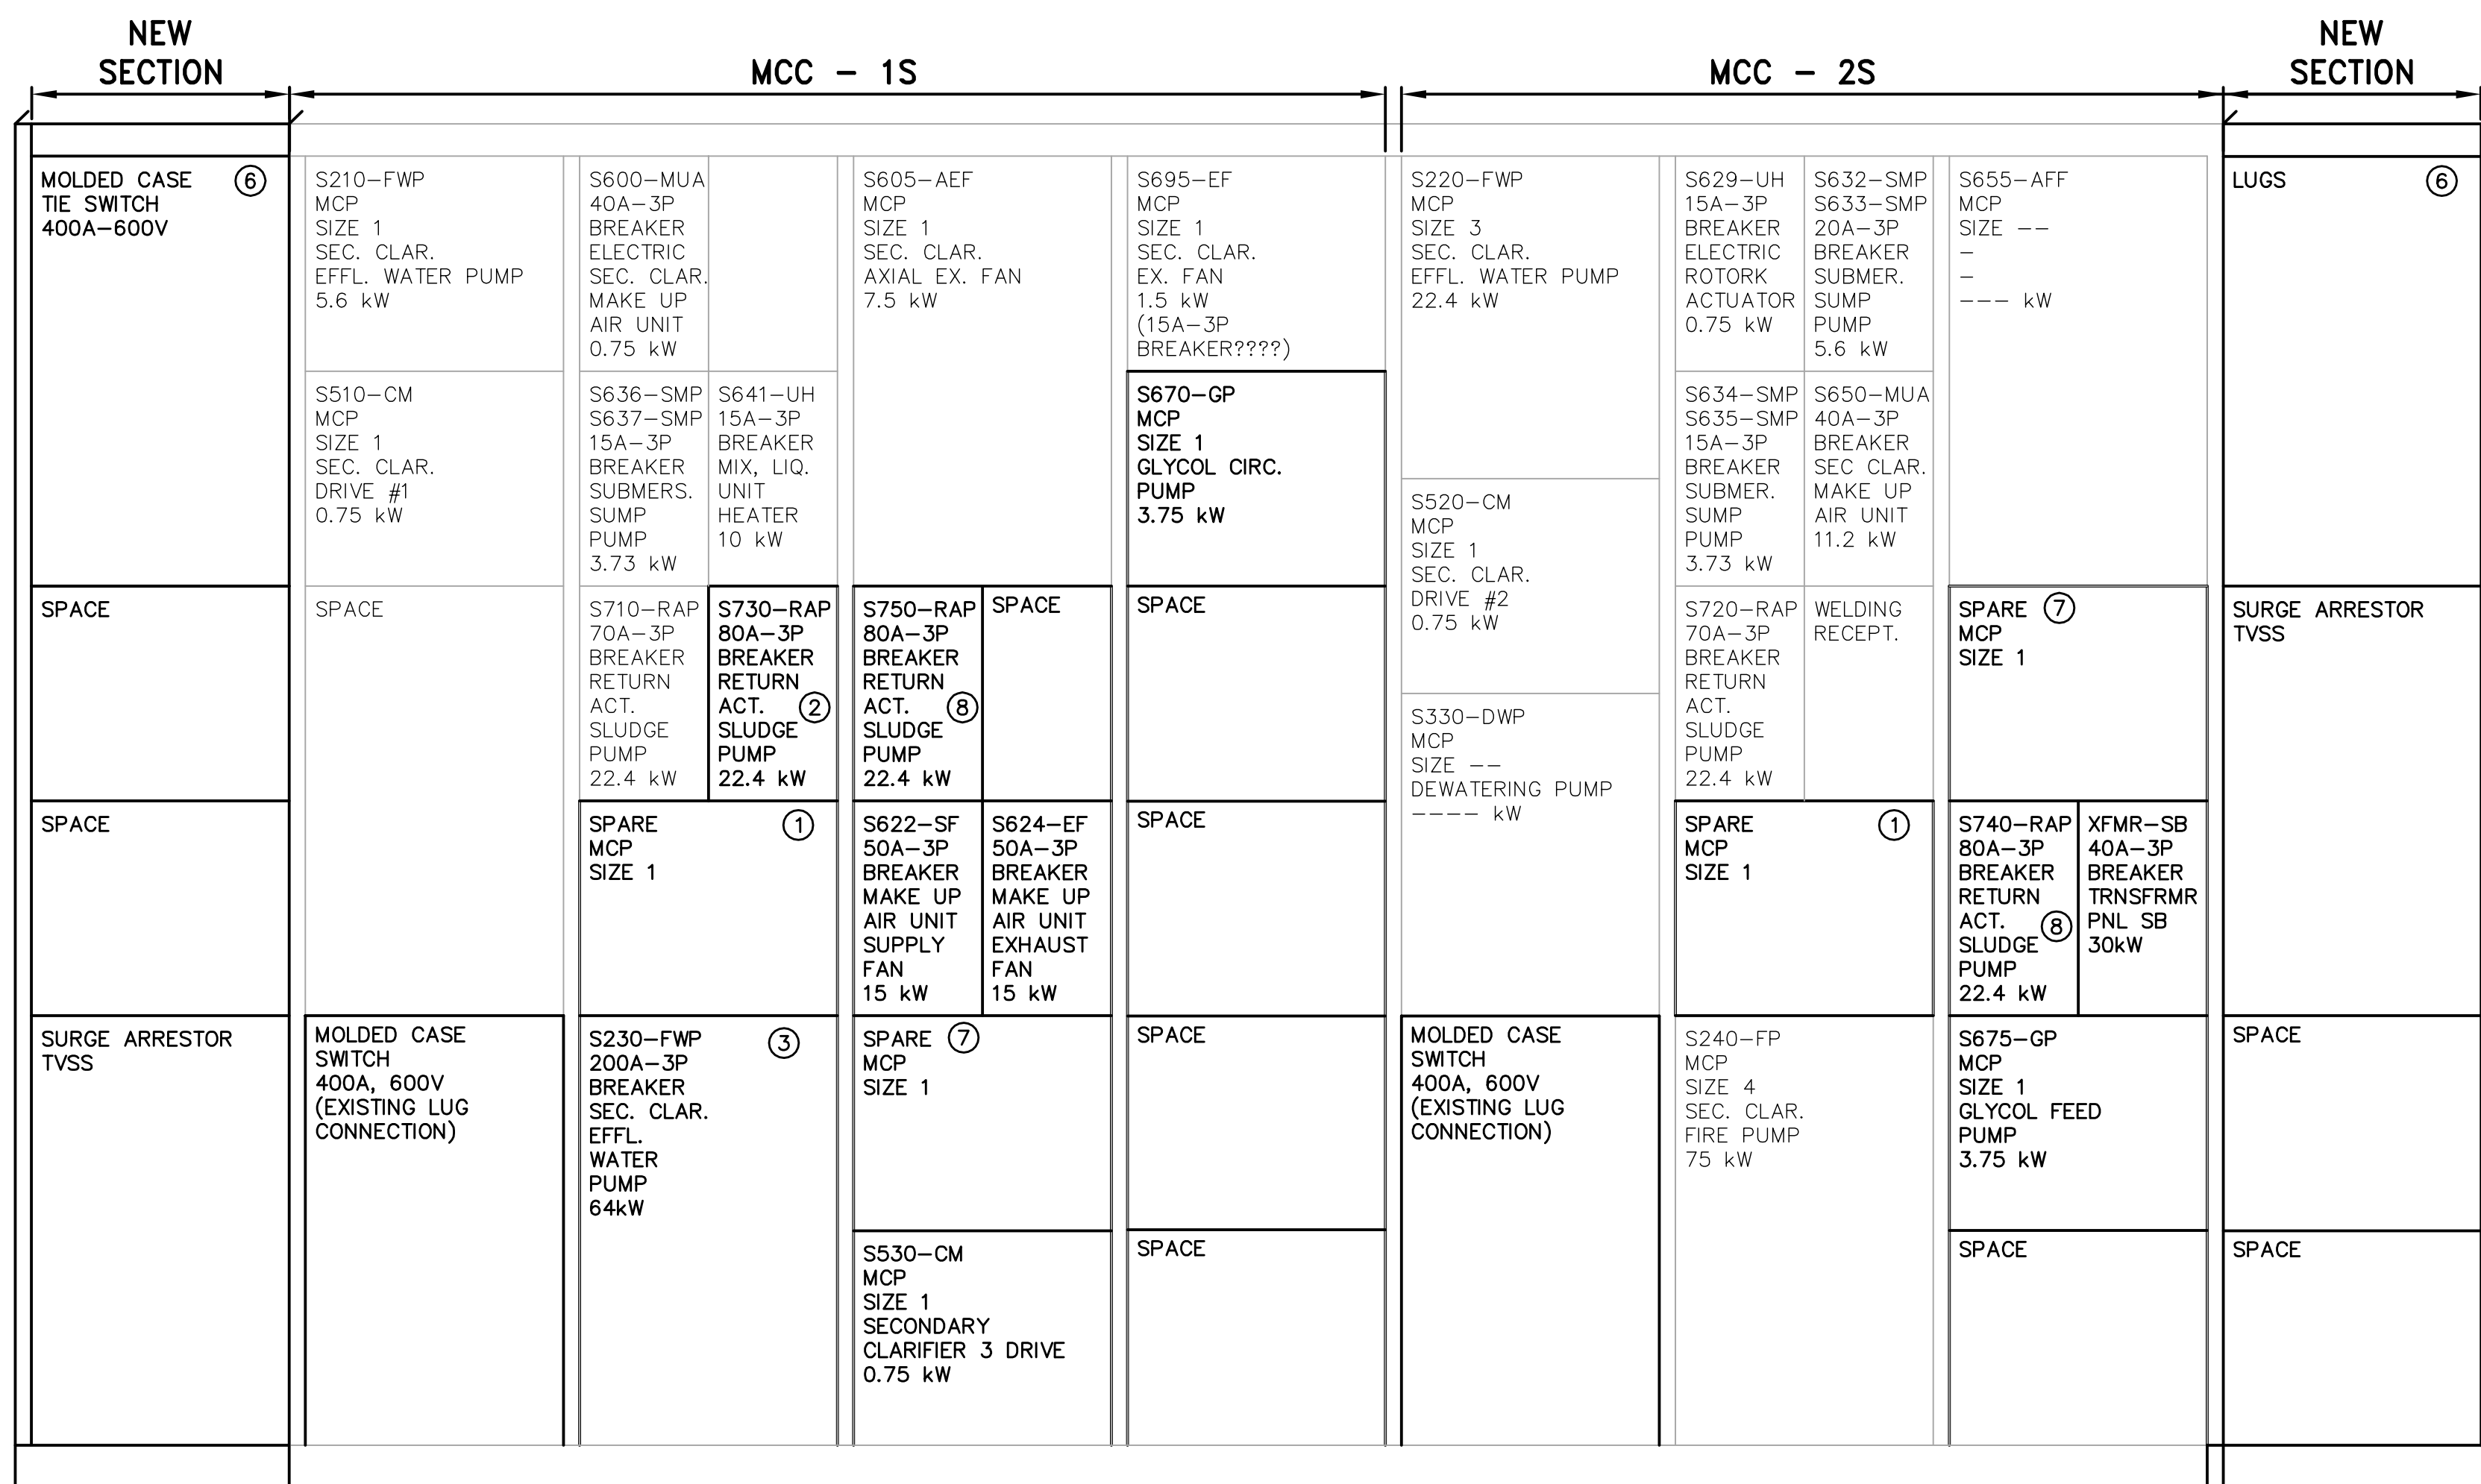 NEW
SECTION
MCC – 1S
MCC – 2S
NEW
SECTION
MOLDED CASE
TIE SWITCH
400A–600V
6
SPACE
SPACE
SURGE ARRESTOR
TVSS
S210–FWP
MCP
SIZE 1
SEC. CLAR.
EFFL. WATER PUMP
5.6 kW
S510–CM
MCP
SIZE 1
SEC. CLAR.
DRIVE #1
0.75 kW
SPACE
MOLDED CASE
SWITCH
400A, 600V
(EXISTING LUG
CONNECTION)
S600–MUA
40A–3P
BREAKER
ELECTRIC
SEC. CLAR.
MAKE UP
AIR UNIT
0.75 kW
S636–SMP
S637–SMP
15A–3P
BREAKER
SUBMERS.
SUMP
PUMP
3.73 kW
S641–UH
15A–3P
BREAKER
MIX, LIQ.
UNIT
HEATER
10 kW
S710–RAP
70A–3P
BREAKER
RETURN
ACT.
SLUDGE
PUMP
22.4 kW
S730–RAP
80A–3P
BREAKER
RETURN
ACT. 2
SLUDGE
PUMP
22.4 kW
SPARE 1
MCP
SIZE 1
S230–FWP 3
200A–3P
BREAKER
SEC. CLAR.
EFFL.
WATER
PUMP
64kW
S605–AEF
MCP
SIZE 1
SEC. CLAR.
AXIAL EX. FAN
7.5 kW
S750–RAP
80A–3P
BREAKER
RETURN
ACT. 8
SLUDGE
PUMP
22.4 kW
SPACE
S622–SF
50A–3P
BREAKER
MAKE UP
AIR UNIT
SUPPLY
FAN
15 kW
S624–EF
50A–3P
BREAKER
MAKE UP
AIR UNIT
EXHAUST
FAN
15 kW
SPARE 7
MCP
SIZE 1
S530–CM
MCP
SIZE 1
SECONDARY
CLARIFIER 3 DRIVE
0.75 kW
S695–EF
MCP
SIZE 1
SEC. CLAR.
EX. FAN
1.5 kW
(15A–3P
BREAKER????)
S670–GP
MCP
SIZE 1
GLYCOL CIRC.
PUMP
3.75 kW
SPACE
SPACE
SPACE
SPACE
S220–FWP
MCP
SIZE 3
SEC. CLAR.
EFFL. WATER PUMP
22.4 kW
S520–CM
MCP
SIZE 1
SEC. CLAR.
DRIVE #2
0.75 kW
S330–DWP
MCP
SIZE ––
DEWATERING PUMP
–––– kW
MOLDED CASE
SWITCH
400A, 600V
(EXISTING LUG
CONNECTION)
S629–UH
15A–3P
BREAKER
ELECTRIC
ROTORK
ACTUATOR
0.75 kW
S632–SMP
S633–SMP
20A–3P
BREAKER
SUBMER.
SUMP
PUMP
5.6 kW
S634–SMP
S635–SMP
15A–3P
BREAKER
SUBMER.
SUMP
PUMP
3.73 kW
S650–MUA
40A–3P
BREAKER
SEC CLAR.
MAKE UP
AIR UNIT
11.2 kW
S720–RAP
70A–3P
BREAKER
RETURN
ACT.
SLUDGE
PUMP
22.4 kW
WELDING
RECEPT.
SPARE 1
MCP
SIZE 1
S240–FP
MCP
SIZE 4
SEC. CLAR.
FIRE PUMP
75 kW
S655–AFF
MCP
SIZE ––
–
–
––– kW
SPARE 7
MCP
SIZE 1
S740–RAP
80A–3P
BREAKER
RETURN
ACT. 8
SLUDGE
PUMP
22.4 kW
XFMR–SB
40A–3P
BREAKER
TRNSFRMR
PNL SB
30kW
S675–GP
MCP
SIZE 1
GLYCOL FEED
PUMP
3.75 kW
SPACE
LUGS 6
SURGE ARRESTOR
TVSS
SPACE
SPACE